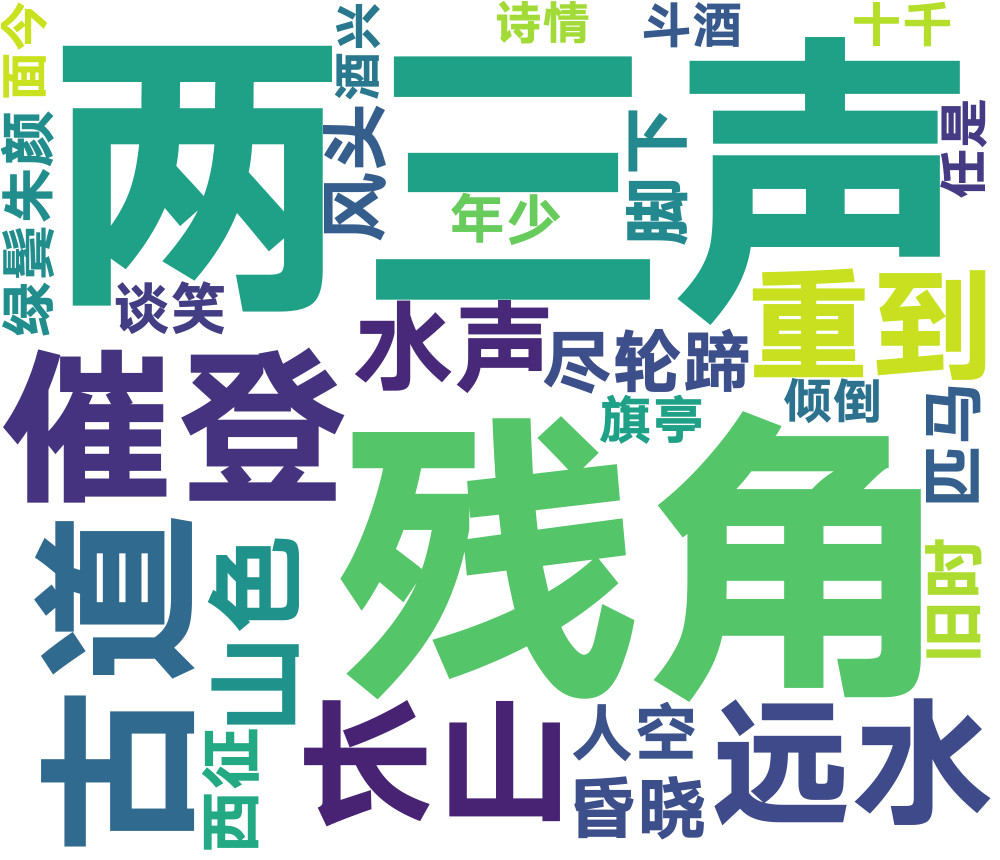 面今
酒兴
诗情
斗酒
十千
两三声
绿鬓朱颜
风头
年少
脚下
任是
谈笑
水声
重到
催登
尽轮蹄
旗亭
倾倒
匹马
残角
古道
山色
旧时
西征
长山
人空
昏晓
远水